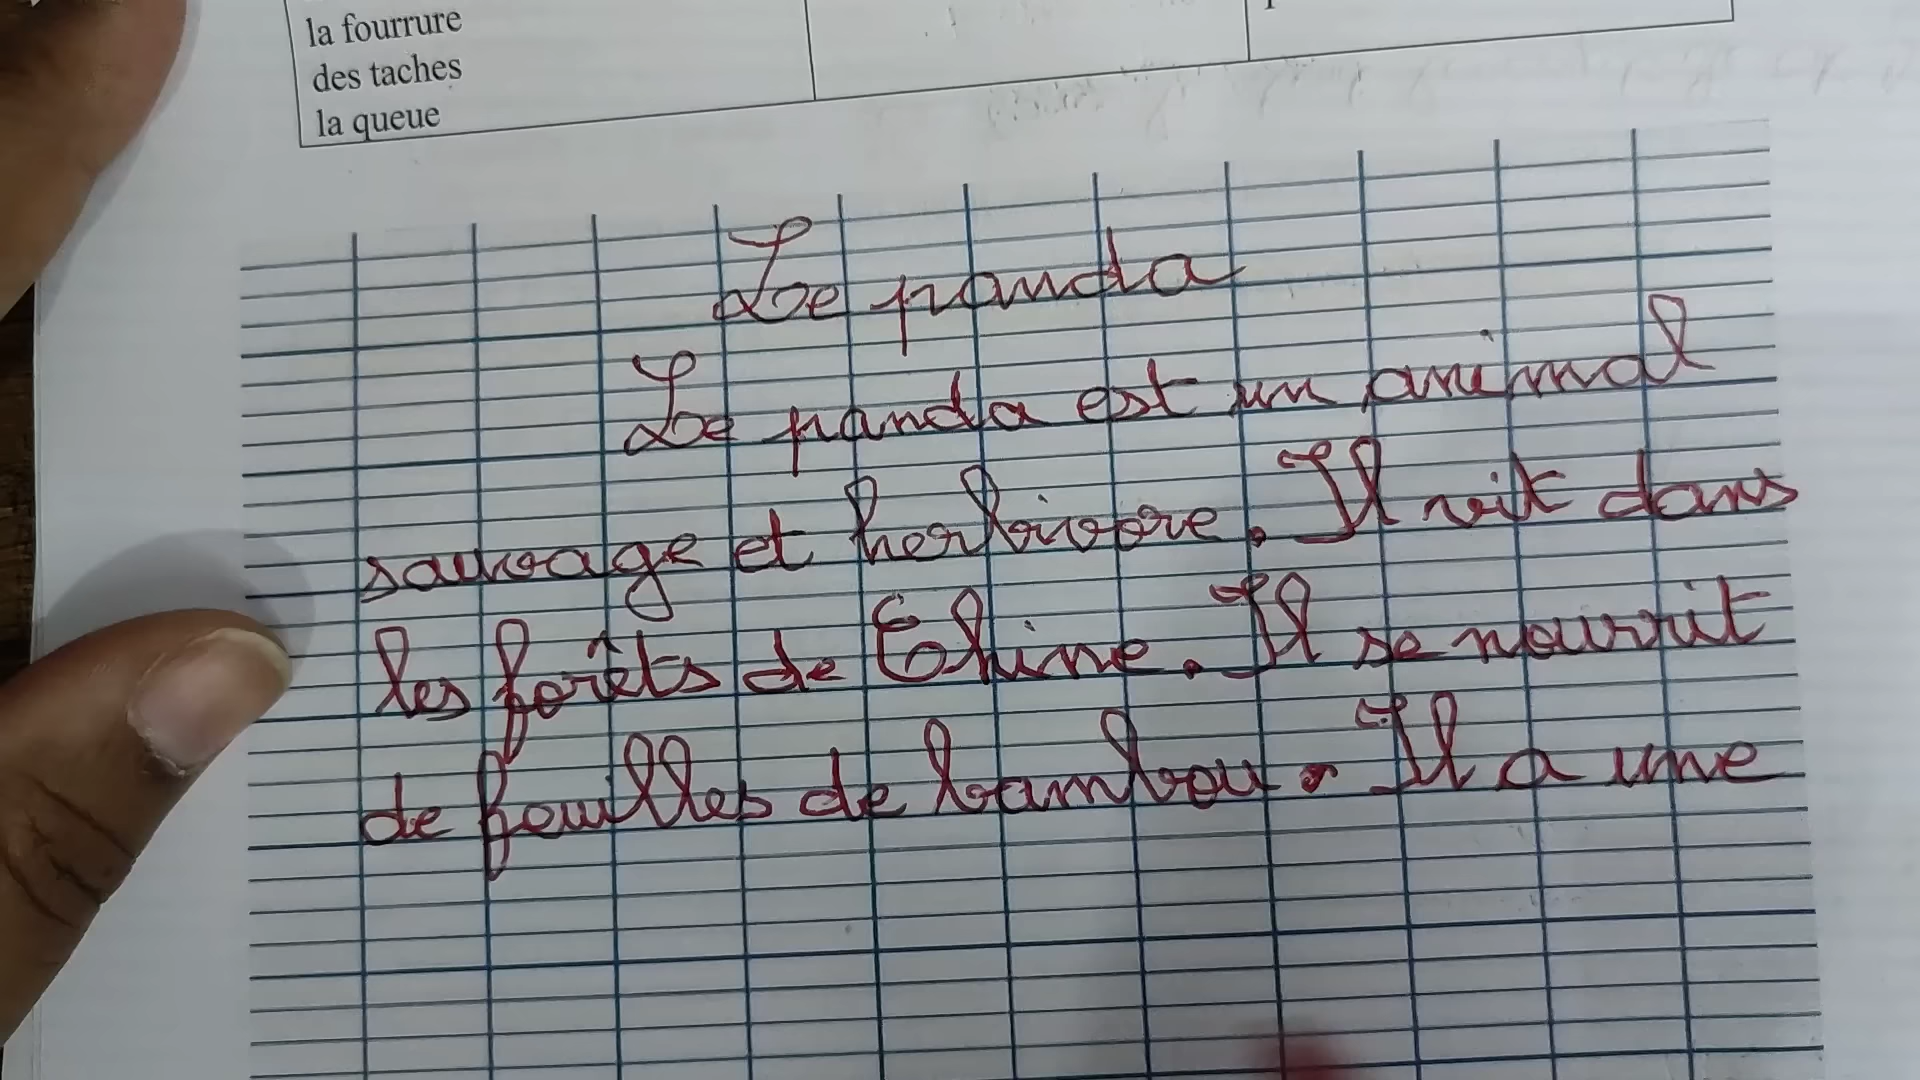 la fourrure
des taches
la queue
Le panda
Le panda est un animal
sauvage et herbivore. Il vit dans
les forêts de Chine. Il se nourrit
de feuilles de bambou. Il a une